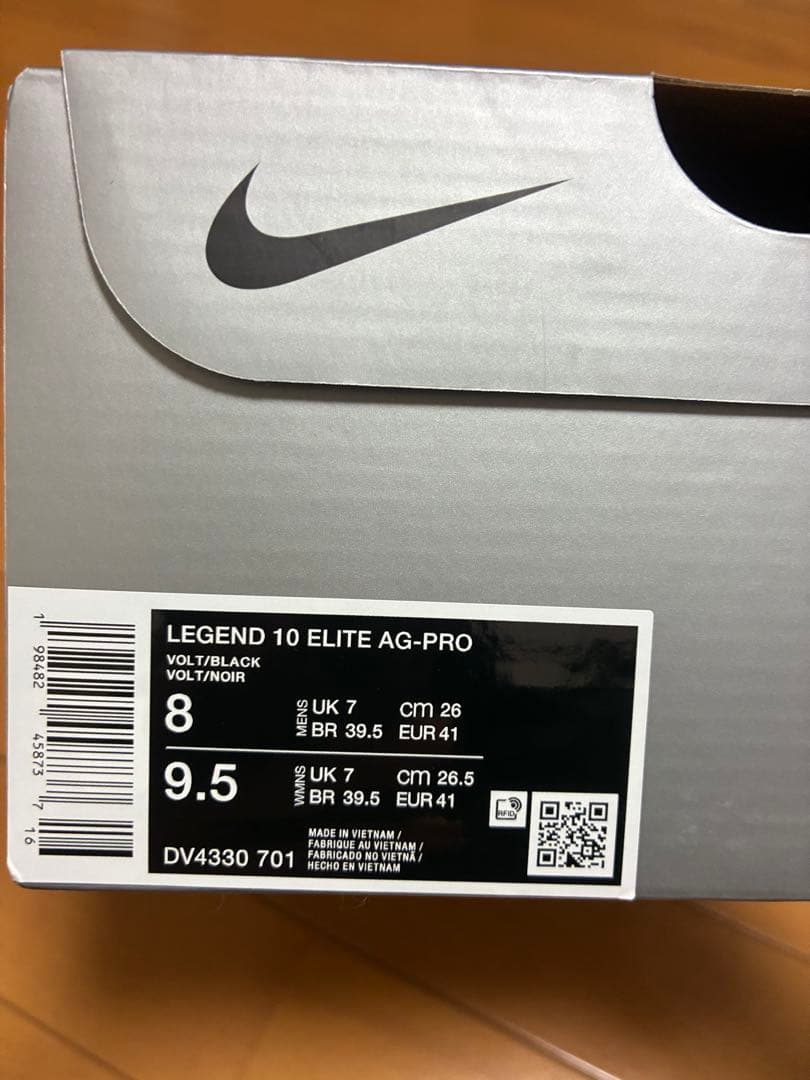 LEGEND 10 ELITE AG-PRO
VOLT/BLACK
VOLT/NOIR
8
MENS
UK 7 cm 26
BR 39.5 EUR 41
9.5
WMNS
UK 7 cm 26.5
BR 39.5 EUR 41
RFID
DV4330 701
MADE IN VIETNAM /
FABRIQUE AU VIETNAM /
FABRICADO NO VIETNÃ /
HECHO EN VIETNAM
1 98482 45873 7 16